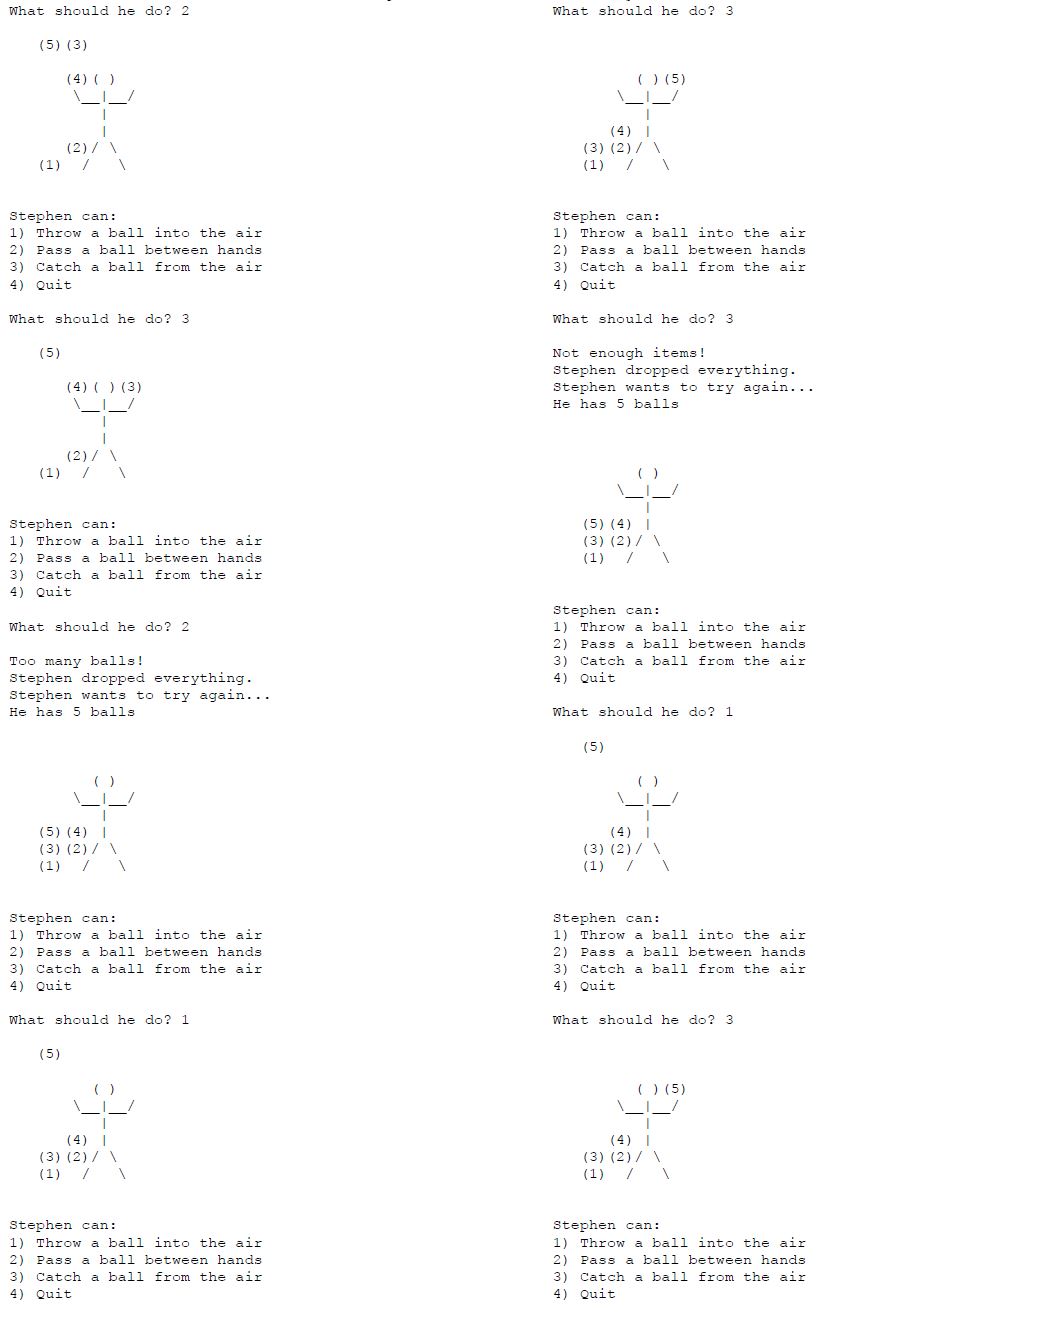 What should he do? 2
(5)(3)
(4)( )
\__|__/
|
|
(2)/ \
(1)  /   \
Stephen can:
1) Throw a ball into the air
2) Pass a ball between hands
3) Catch a ball from the air
4) Quit
What should he do? 3
(5)
(4)( )(3)
\__|__/
|
|
(2)/ \
(1)  /   \
Stephen can:
1) Throw a ball into the air
2) Pass a ball between hands
3) Catch a ball from the air
4) Quit
What should he do? 2
Too many balls!
Stephen dropped everything.
Stephen wants to try again...
He has 5 balls
( )
\__|__/
|
(5)(4) |
(3)(2)/ \
(1)  /   \
Stephen can:
1) Throw a ball into the air
2) Pass a ball between hands
3) Catch a ball from the air
4) Quit
What should he do? 1
(5)
( )
\__|__/
|
(4) |
(3)(2)/ \
(1)  /   \
Stephen can:
1) Throw a ball into the air
2) Pass a ball between hands
3) Catch a ball from the air
4) Quit
What should he do? 3
( )(5)
\__|__/
|
(4) |
(3)(2)/ \
(1)  /   \
Stephen can:
1) Throw a ball into the air
2) Pass a ball between hands
3) Catch a ball from the air
4) Quit
What should he do? 3
Not enough items!
Stephen dropped everything.
Stephen wants to try again...
He has 5 balls
( )
\__|__/
|
(5)(4) |
(3)(2)/ \
(1)  /   \
Stephen can:
1) Throw a ball into the air
2) Pass a ball between hands
3) Catch a ball from the air
4) Quit
What should he do? 1
(5)
( )
\__|__/
|
(4) |
(3)(2)/ \
(1)  /   \
Stephen can:
1) Throw a ball into the air
2) Pass a ball between hands
3) Catch a ball from the air
4) Quit
What should he do? 3
( )(5)
\__|__/
|
(4) |
(3)(2)/ \
(1)  /   \
Stephen can:
1) Throw a ball into the air
2) Pass a ball between hands
3) Catch a ball from the air
4) Quit